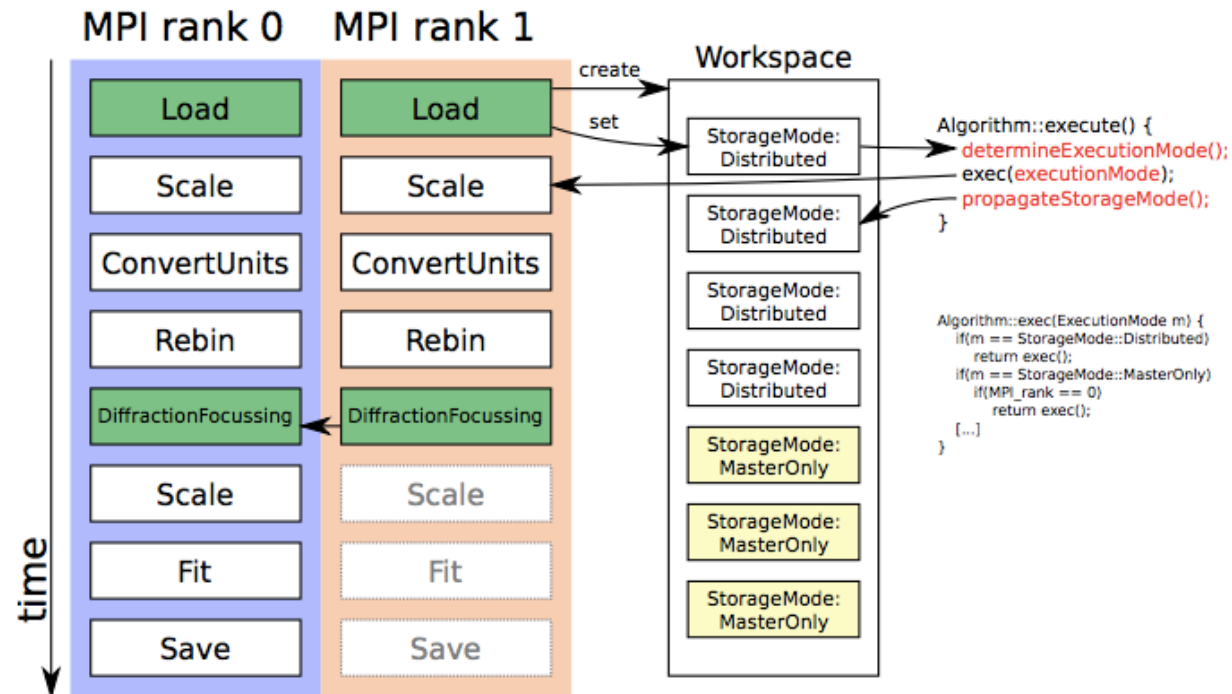 MPI rank 0
MPI rank 1
time
Load
Scale
ConvertUnits
Rebin
DiffractionFocussing
Scale
Fit
Save
Load
Scale
ConvertUnits
Rebin
DiffractionFocussing
Scale
Fit
Save
create
set
Workspace
StorageMode:
Distributed
StorageMode:
Distributed
StorageMode:
Distributed
StorageMode:
Distributed
StorageMode:
MasterOnly
StorageMode:
MasterOnly
StorageMode:
MasterOnly
Algorithm::execute() {
determineExecutionMode();
exec(executionMode);
propagateStorageMode();
}
Algorithm::exec(ExecutionMode m) {
if(m == StorageMode::Distributed)
return exec();
if(m == StorageMode::MasterOnly)
if(MPI_rank == 0)
return exec();
[...]
}